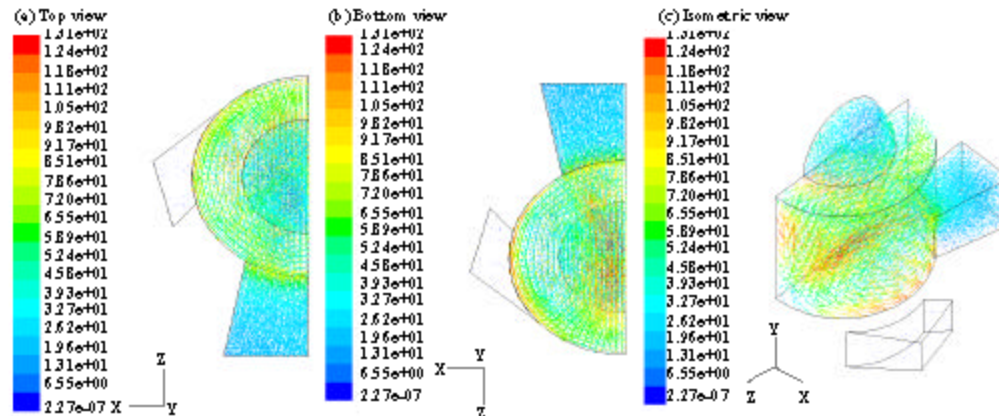 (a) Top view
1.31e+02
1.24e+02
1.18e+02
1.11e+02
1.05e+02
9.82e+01
9.17e+01
8.51e+01
7.86e+01
7.20e+01
6.55e+01
5.89e+01
5.24e+01
4.58e+01
3.93e+01
3.27e+01
2.62e+01
1.96e+01
1.31e+01
6.55e+00
2.27e-07
Z
X
Y
(b) Bottom view
1.31e+02
1.24e+02
1.18e+02
1.11e+02
1.05e+02
9.82e+01
9.17e+01
8.51e+01
7.86e+01
7.20e+01
6.55e+01
5.89e+01
5.24e+01
4.58e+01
3.93e+01
3.27e+01
2.62e+01
1.96e+01
1.31e+01
6.55e+00
2.27e-07
X
Y
Z
(c) Isometric view
1.31e+02
1.24e+02
1.18e+02
1.11e+02
1.05e+02
9.82e+01
9.17e+01
8.51e+01
7.86e+01
7.20e+01
6.55e+01
5.89e+01
5.24e+01
4.58e+01
3.93e+01
3.27e+01
2.62e+01
1.96e+01
1.31e+01
6.55e+00
2.27e-07
Y
Z
X